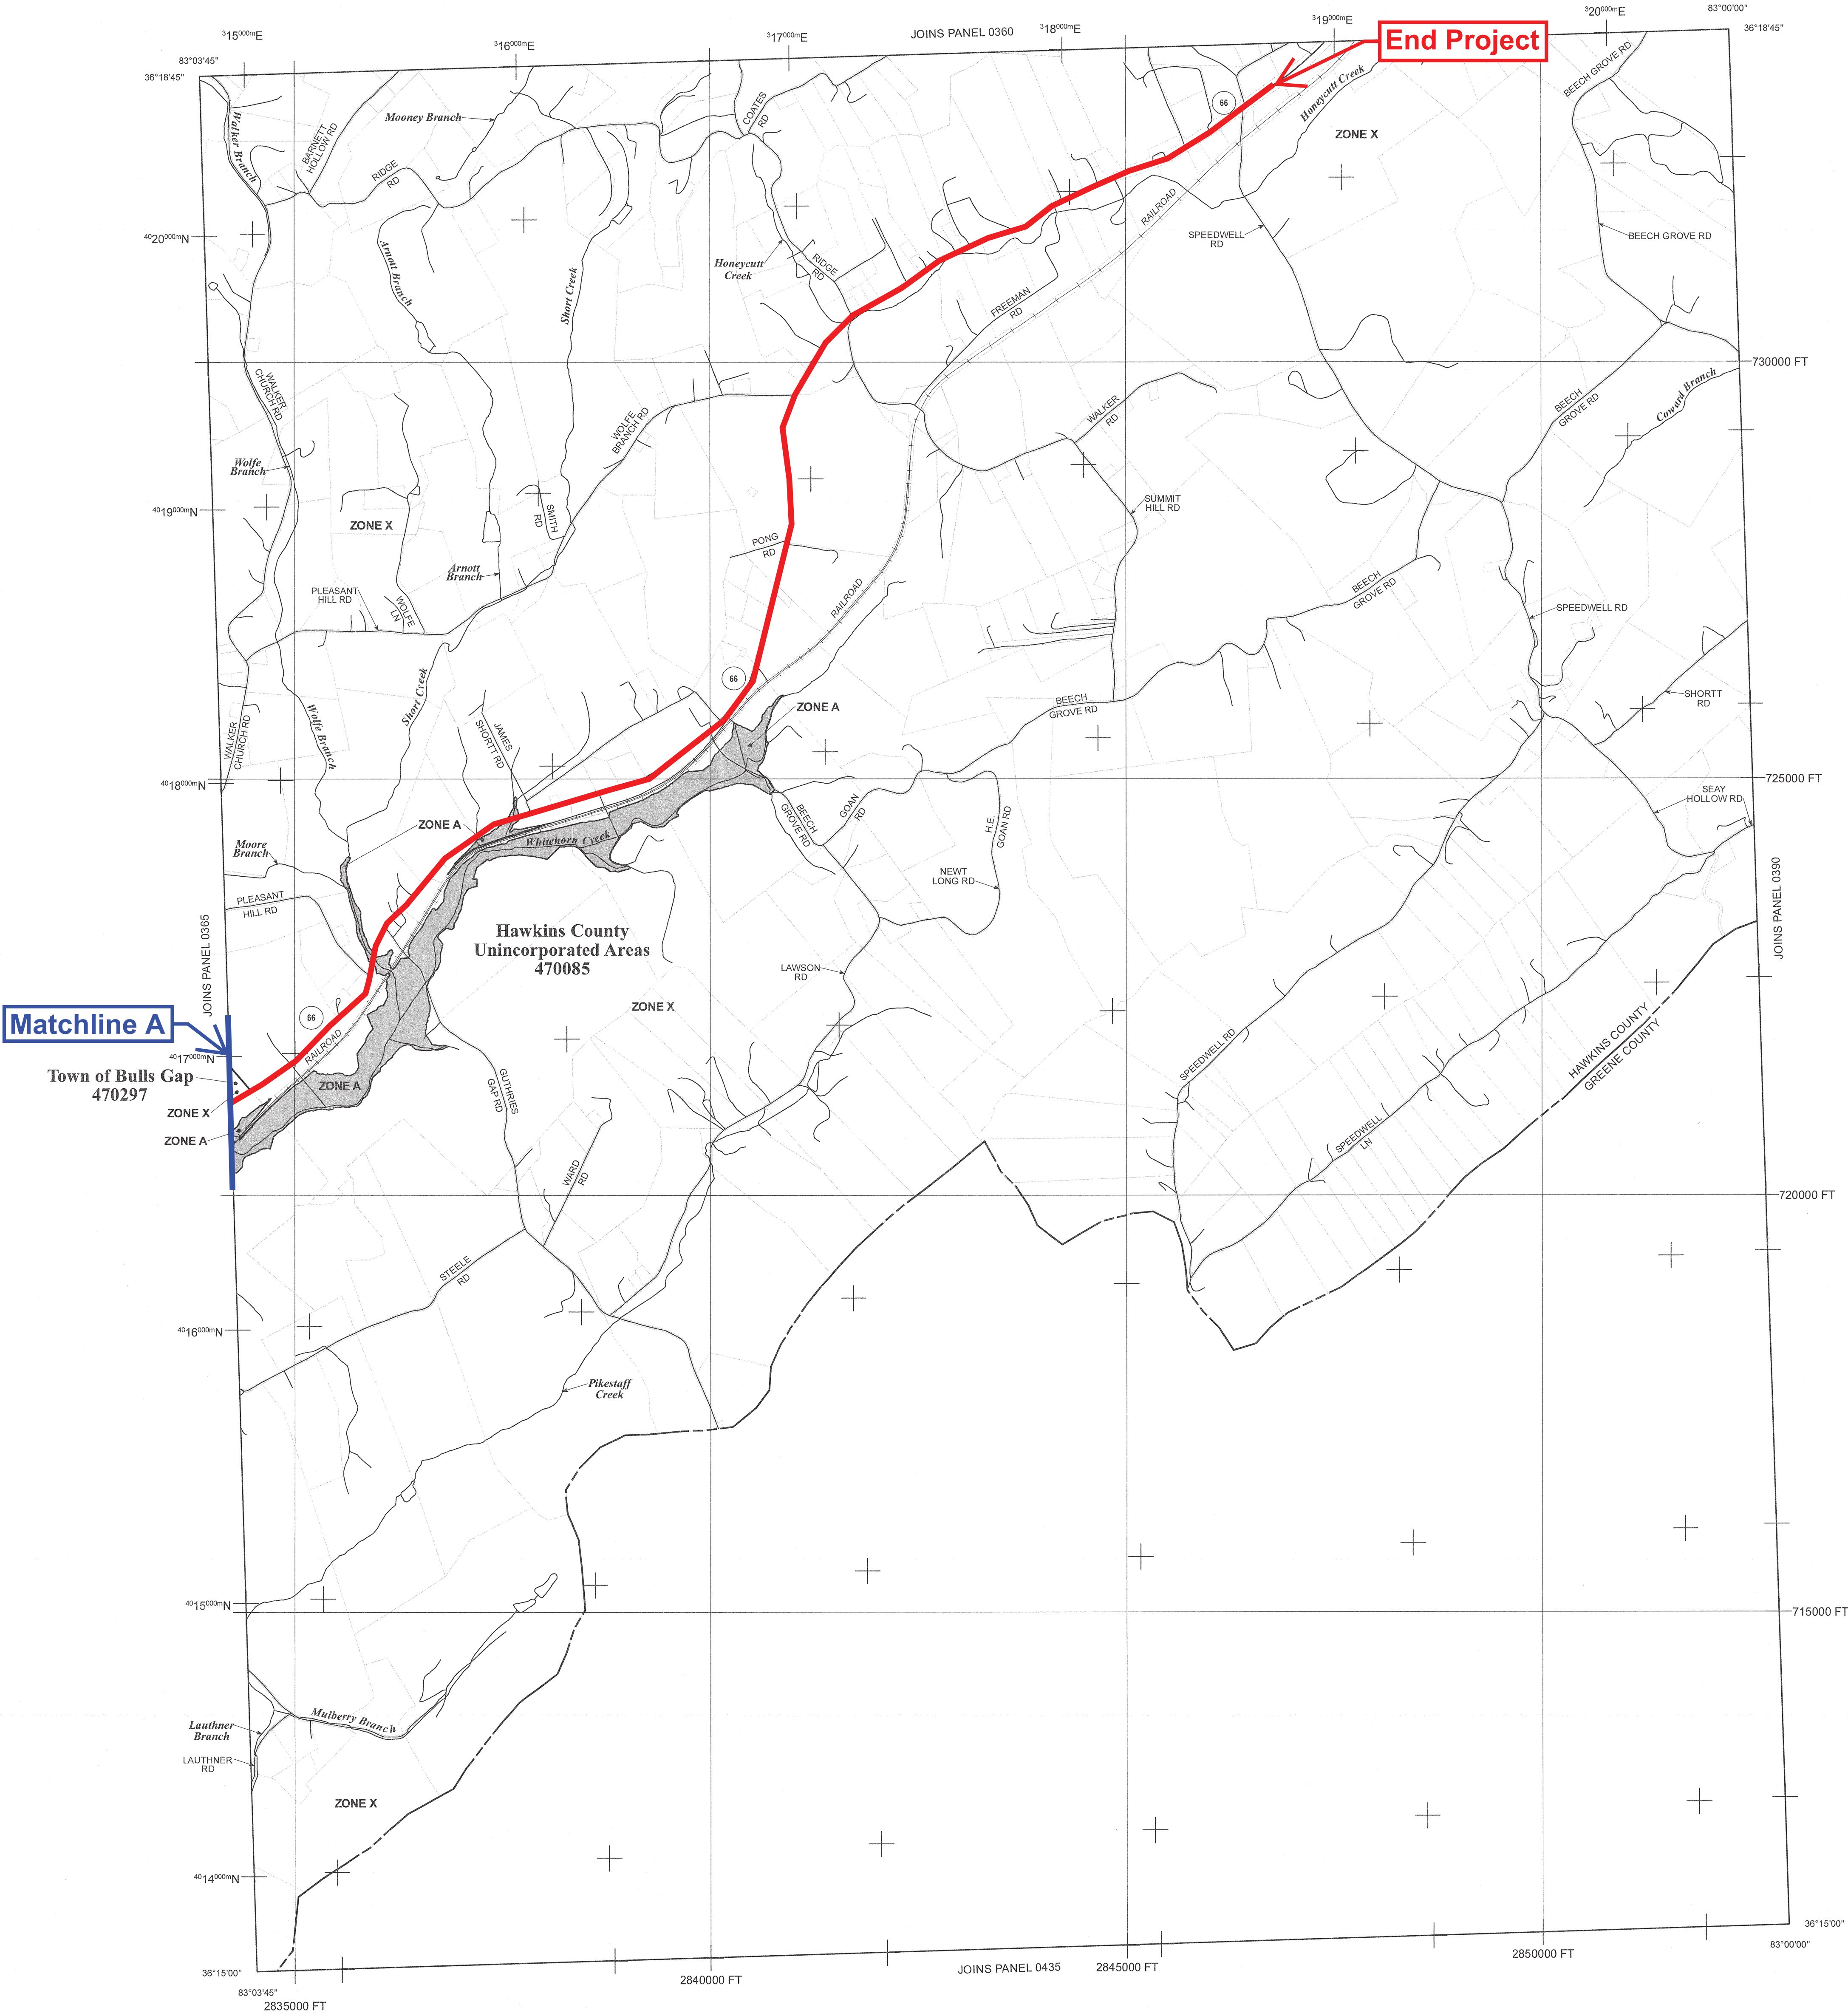 ³15⁰⁰⁰ᵐE
³16⁰⁰⁰ᵐE
³17⁰⁰⁰ᵐE
JOINS PANEL 0360
³18⁰⁰⁰ᵐE
³19⁰⁰⁰ᵐE
³20⁰⁰⁰ᵐE
83°00'00"
36°18'45"
83°03'45"
36°18'45"
End Project
BEECH GROVE RD
Walker Branch
BARNETT
HOLLOW RD
Mooney Branch
RIDGE
RD
COATES
RD
66
Honeycutt Creek
ZONE X
⁴⁰20⁰⁰⁰ᵐN
Arnott Branch
Short Creek
Honeycutt
Creek
RIDGE
RD
RAILROAD
SPEEDWELL
RD
BEECH GROVE RD
FREEMAN
RD
730000 FT
WALKER
CHURCH RD
WOLFE
BRANCH RD
WALKER
RD
BEECH
GROVE RD
Coward Branch
Wolfe
Branch
⁴⁰19⁰⁰⁰ᵐN
ZONE X
SMITH
RD
SUMMIT
HILL RD
PONG
RD
Arnott
Branch
PLEASANT
HILL RD
WOLFE
LN
RAILROAD
BEECH
GROVE RD
SPEEDWELL RD
Short Creek
66
ZONE A
BEECH
GROVE RD
SHORTT
RD
WALKER
CHURCH RD
Wolfe Branch
JAMES
SHORTT RD
⁴⁰18⁰⁰⁰ᵐN
725000 FT
SEAY
HOLLOW RD
ZONE A
Whitehorn Creek
BEECH
GROVE RD
GOAN
RD
H.E.
GOAN RD
Moore
Branch
NEWT
LONG RD
PLEASANT
HILL RD
JOINS PANEL 0365
JOINS PANEL 0390
Hawkins County
Unincorporated Areas
470085
LAWSON
RD
ZONE X
66
RAILROAD
Matchline A
⁴⁰17⁰⁰⁰ᵐN
Town of Bulls Gap
470297
ZONE A
ZONE X
ZONE A
GUTHRIES
GAP RD
SPEEDWELL RD
HAWKINS COUNTY
GREENE COUNTY
SPEEDWELL
LN
WARD
RD
720000 FT
STEELE
RD
⁴⁰16⁰⁰⁰ᵐN
Pikestaff
Creek
⁴⁰15⁰⁰⁰ᵐN
715000 FT
Mulberry Branch
Lauthner
Branch
LAUTHNER
RD
ZONE X
⁴⁰14⁰⁰⁰ᵐN
36°15'00"
83°00'00"
36°15'00"
83°03'45"
2835000 FT
2840000 FT
JOINS PANEL 0435
2845000 FT
2850000 FT